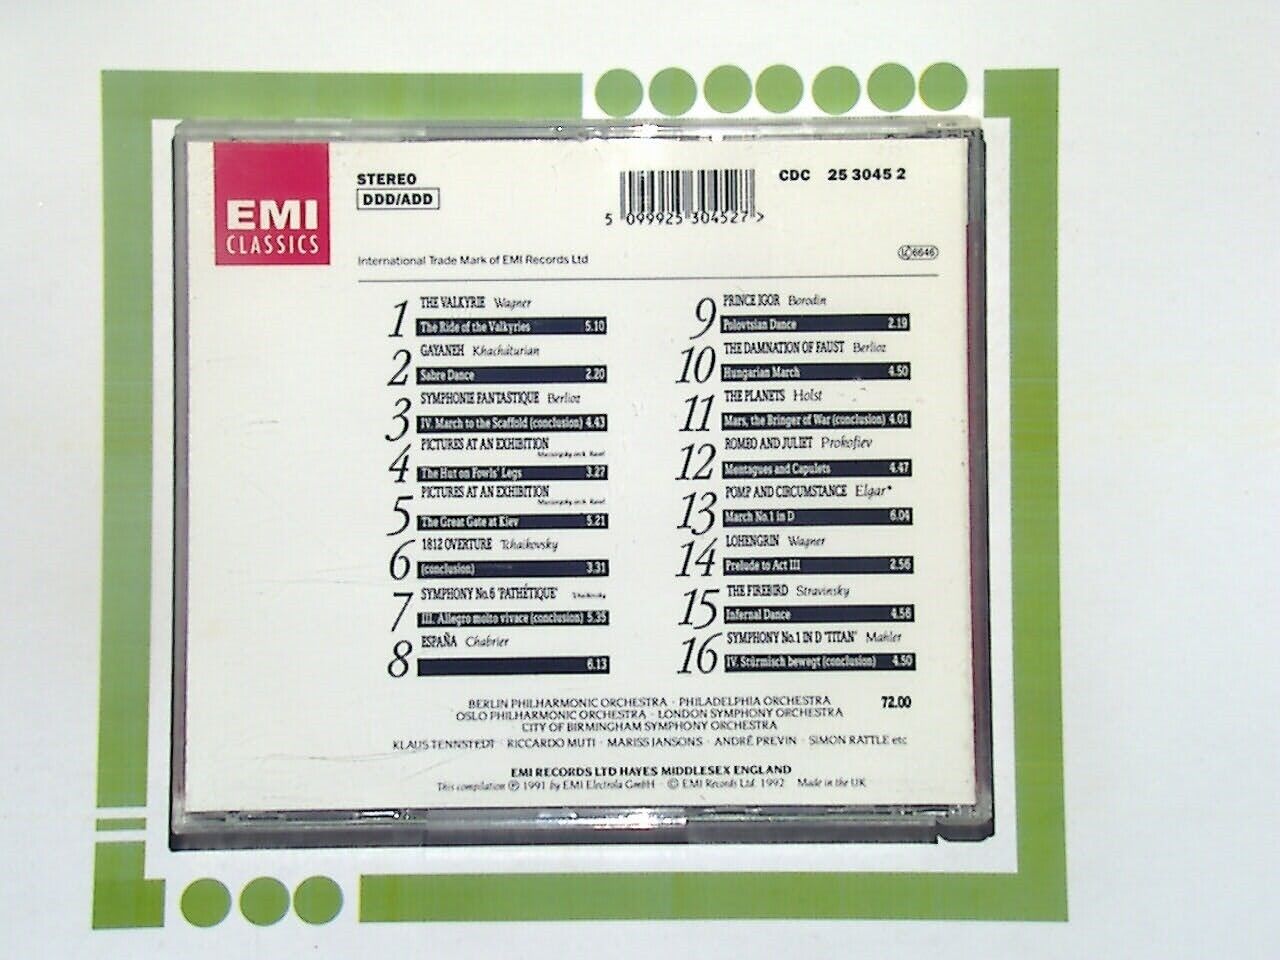 EMI
CLASSICS
STEREO
DDD/ADD
CDC 25 3045 2
5 099925 304527 >
International Trade Mark of EMI Records Ltd
LC 6646
1 THE VALKYRIE Wagner
The Ride of the Valkyries 5.10
2 GAYANEH Khachaturian
Sabre Dance 2.20
3 SYMPHONIE FANTASTIQUE Berlioz
IV. March to the Scaffold (conclusion) 4.43
4 PICTURES AT AN EXHIBITION
Mussorgsky orch. Ravel
The Hut on Fowls' Legs 3.27
5 PICTURES AT AN EXHIBITION
Mussorgsky orch. Ravel
The Great Gate at Kiev 5.21
6 1812 OVERTURE Tchaikovsky
(conclusion) 3.31
7 SYMPHONY No.6 'PATHÉTIQUE' Tchaikovsky
III. Allegro molto vivace (conclusion) 5.35
8 ESPAÑA Chabrier
6.13
9 PRINCE IGOR Borodin
Polovtsian Dance 2.19
10 THE DAMNATION OF FAUST Berlioz
Hungarian March 4.50
11 THE PLANETS Holst
Mars, the Bringer of War (conclusion) 4.01
12 ROMEO AND JULIET Prokofiev
Montagues and Capulets 4.47
13 POMP AND CIRCUMSTANCE Elgar*
March No.1 in D 6.04
14 LOHENGRIN Wagner
Prelude to Act III 2.56
15 THE FIREBIRD Stravinsky
Infernal Dance 4.56
16 SYMPHONY No.1 IN D 'TITAN' Mahler
IV. Stürmisch bewegt (conclusion) 4.50
BERLIN PHILHARMONIC ORCHESTRA · PHILADELPHIA ORCHESTRA 72.00
OSLO PHILHARMONIC ORCHESTRA · LONDON SYMPHONY ORCHESTRA
CITY OF BIRMINGHAM SYMPHONY ORCHESTRA
KLAUS TENNSTEDT · RICCARDO MUTI · MARISS JANSONS · ANDRÉ PREVIN · SIMON RATTLE etc
EMI RECORDS LTD HAYES MIDDLESEX ENGLAND
This compilation ℗ 1991 by EMI Electrola GmbH · © EMI Records Ltd. 1992 Made in the UK